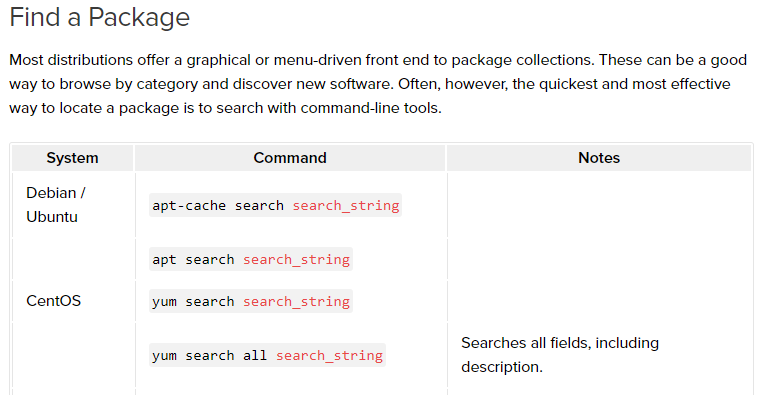 Find a Package
Most distributions offer a graphical or menu-driven front end to package collections. These can be a good
way to browse by category and discover new software. Often, however, the quickest and most effective
way to locate a package is to search with command-line tools.
System Command Notes
Debian /
Ubuntu
apt-cache search search_string
apt search search_string
CentOS yum search search_string
yum search all search_string
Searches all fields, including
description.